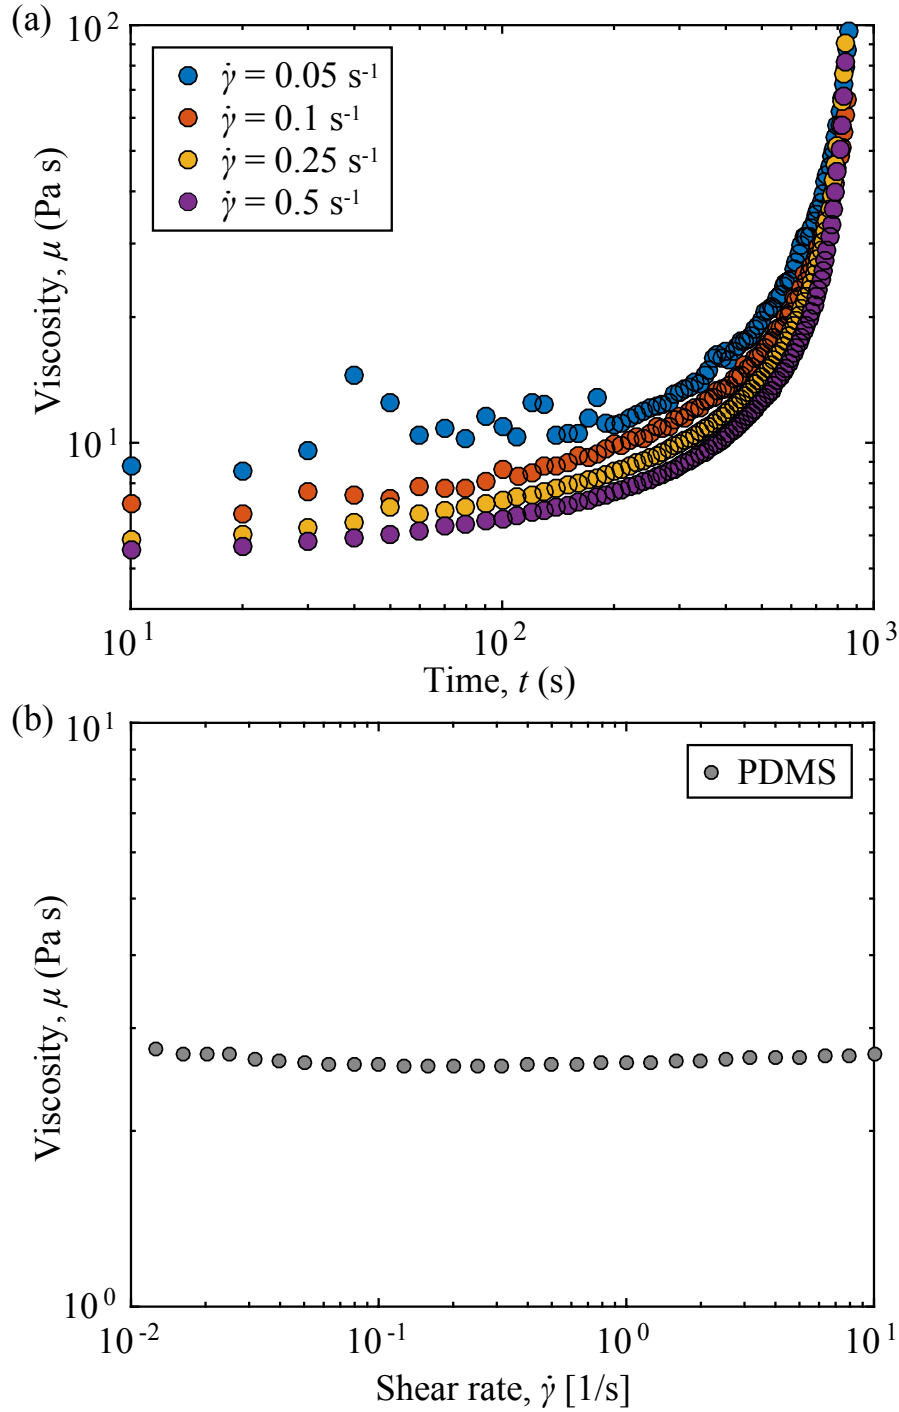 (a)
10²
γ̇ = 0.05 s⁻¹
γ̇ = 0.1 s⁻¹
γ̇ = 0.25 s⁻¹
γ̇ = 0.5 s⁻¹
Viscosity, μ (Pa s)
10¹
10¹ 10² 10³
Time, t (s)
(b)
10¹
PDMS
Viscosity, μ (Pa s)
10⁰
10⁻² 10⁻¹ 10⁰ 10¹
Shear rate, γ̇ [1/s]